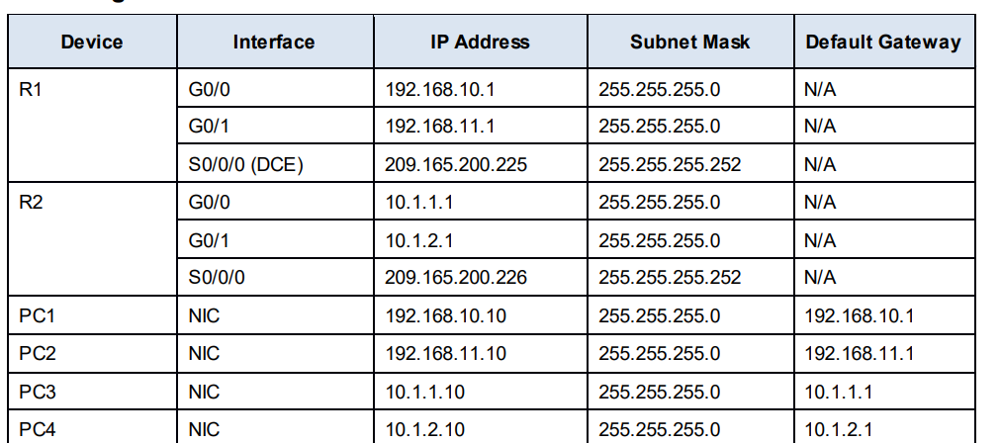 Device Interface IP Address Subnet Mask Default Gateway
R1 G0/0 192.168.10.1 255.255.255.0 N/A
G0/1 192.168.11.1 255.255.255.0 N/A
S0/0/0 (DCE) 209.165.200.225 255.255.255.252 N/A
R2 G0/0 10.1.1.1 255.255.255.0 N/A
G0/1 10.1.2.1 255.255.255.0 N/A
S0/0/0 209.165.200.226 255.255.255.252 N/A
PC1 NIC 192.168.10.10 255.255.255.0 192.168.10.1
PC2 NIC 192.168.11.10 255.255.255.0 192.168.11.1
PC3 NIC 10.1.1.10 255.255.255.0 10.1.1.1
PC4 NIC 10.1.2.10 255.255.255.0 10.1.2.1